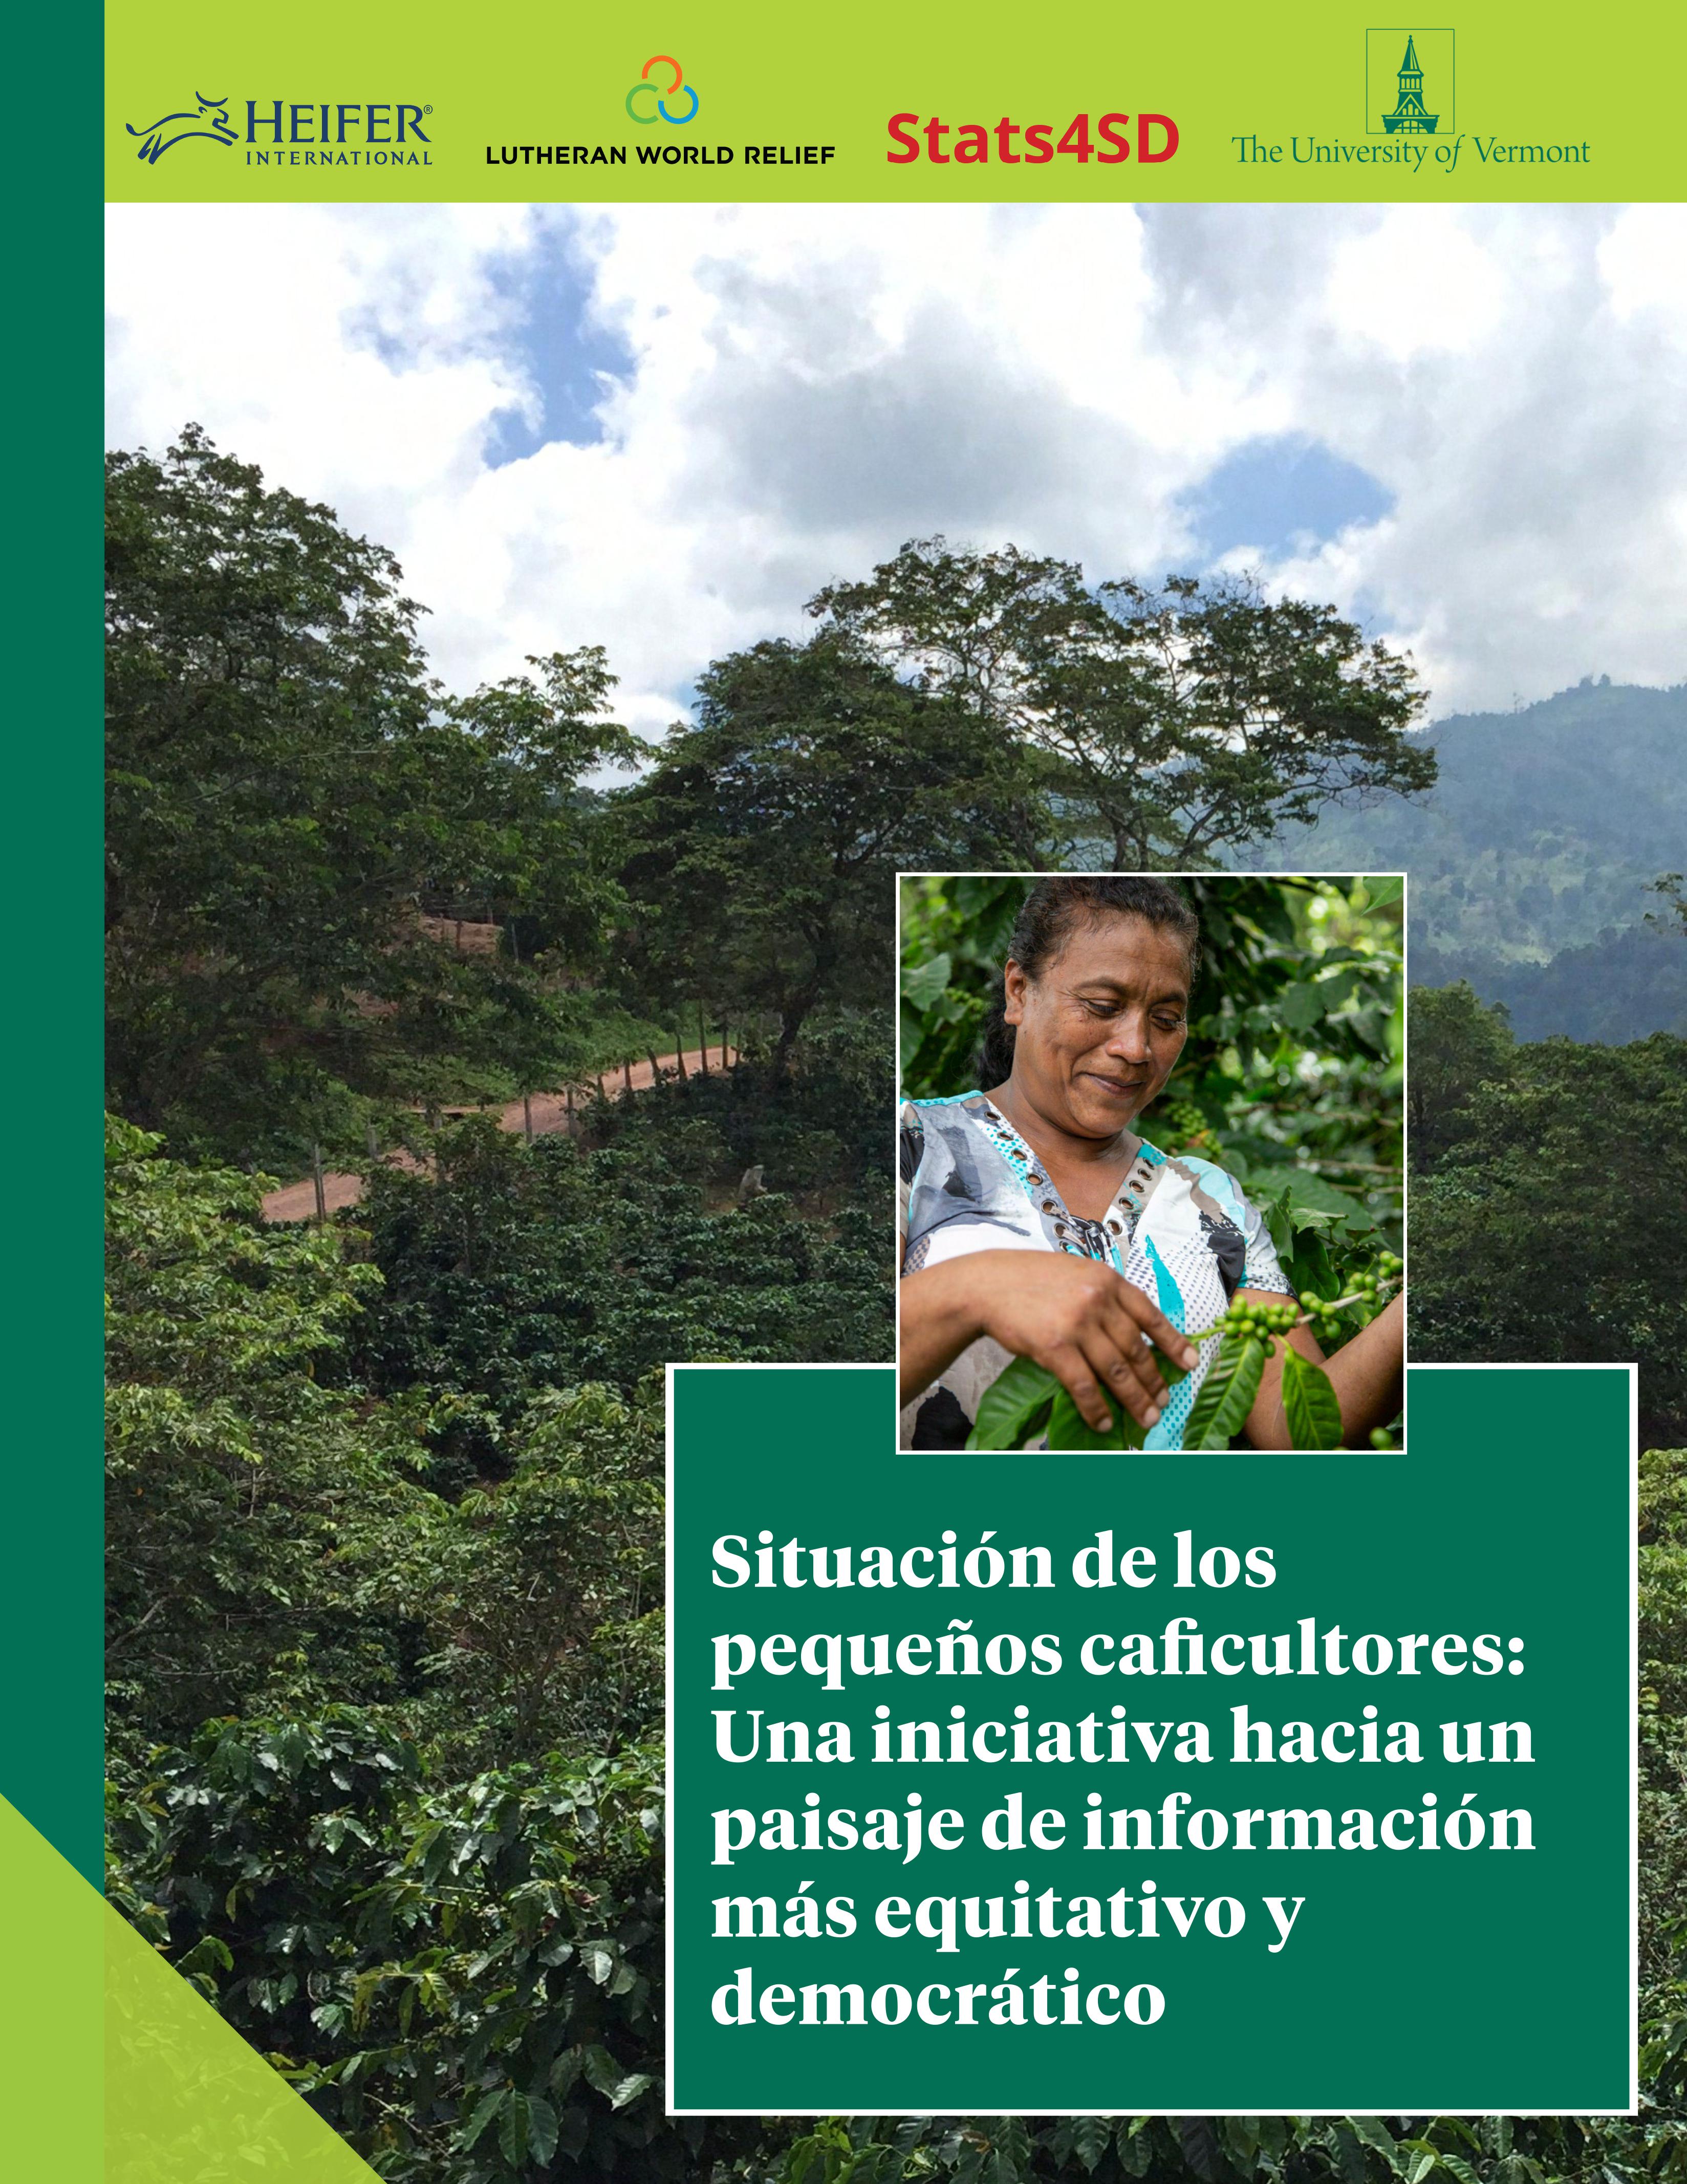 HEIFER®
INTERNATIONAL
LUTHERAN WORLD RELIEF
Stats4SD
The University of Vermont
Situación de los
pequeños caficultores:
Una iniciativa hacia un
paisaje de información
más equitativo y
democrático